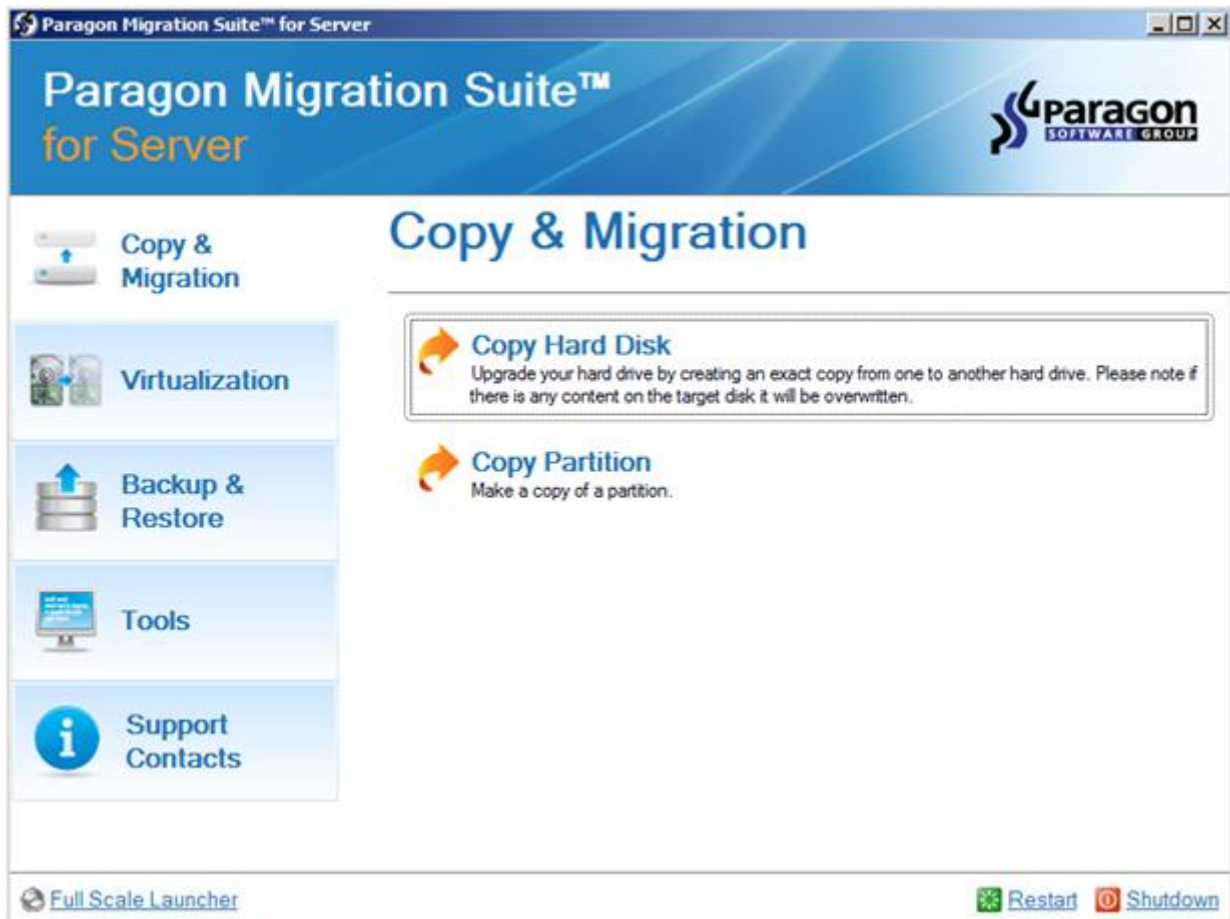 Paragon Migration Suite™ for Server
Paragon Migration Suite™
for Server
Paragon
SOFTWARE GROUP
Copy &
Migration
Virtualization
Backup &
Restore
Tools
Support
Contacts
Copy & Migration
Copy Hard Disk
Upgrade your hard drive by creating an exact copy from one to another hard drive. Please note if
there is any content on the target disk it will be overwritten.
Copy Partition
Make a copy of a partition.
Full Scale Launcher
Restart
Shutdown